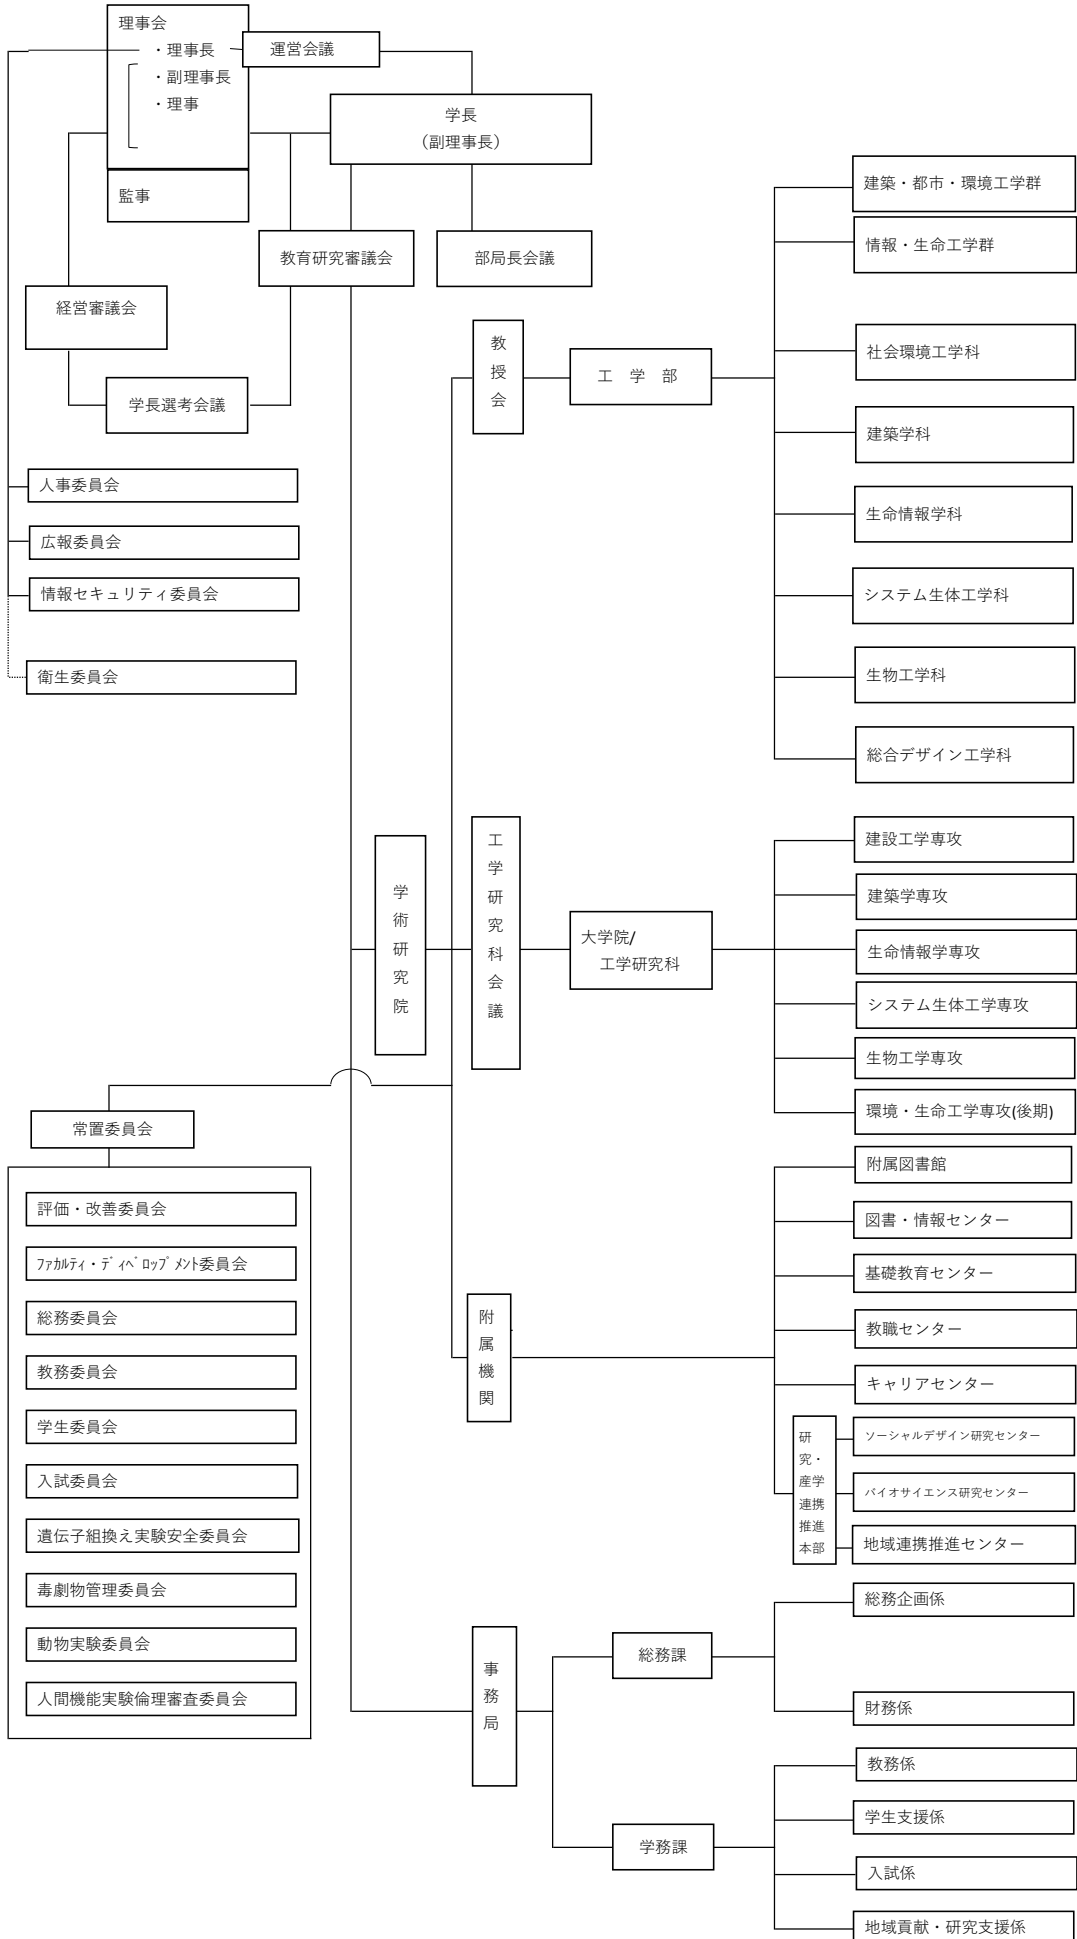 理事会
・理事長
・副理事長
・理事
監事
運営会議
学長
（副理事長）
教育研究審議会
部局長会議
経営審議会
学長選考会議
人事委員会
広報委員会
情報セキュリティ委員会
衛生委員会
教授会
工　学　部
建築・都市・環境工学群
情報・生命工学群
社会環境工学科
建築学科
生命情報学科
システム生体工学科
生物工学科
総合デザイン工学科
学術研究院
工学研究科会議
大学院/
工学研究科
建設工学専攻
建築学専攻
生命情報学専攻
システム生体工学専攻
生物工学専攻
環境・生命工学専攻(後期)
常置委員会
評価・改善委員会
ﾌｧｶﾙﾃｨ・ﾃﾞｨﾍﾞﾛｯﾌﾟﾒﾝﾄ委員会
総務委員会
教務委員会
学生委員会
入試委員会
遺伝子組換え実験安全委員会
毒劇物管理委員会
動物実験委員会
人間機能実験倫理審査委員会
附属機関
附属図書館
図書・情報センター
基礎教育センター
教職センター
キャリアセンター
研
究・
産学
連携
推進
本部
ソーシャルデザイン研究センター
バイオサイエンス研究センター
地域連携推進センター
事務局
総務課
総務企画係
財務係
学務課
教務係
学生支援係
入試係
地域貢献・研究支援係